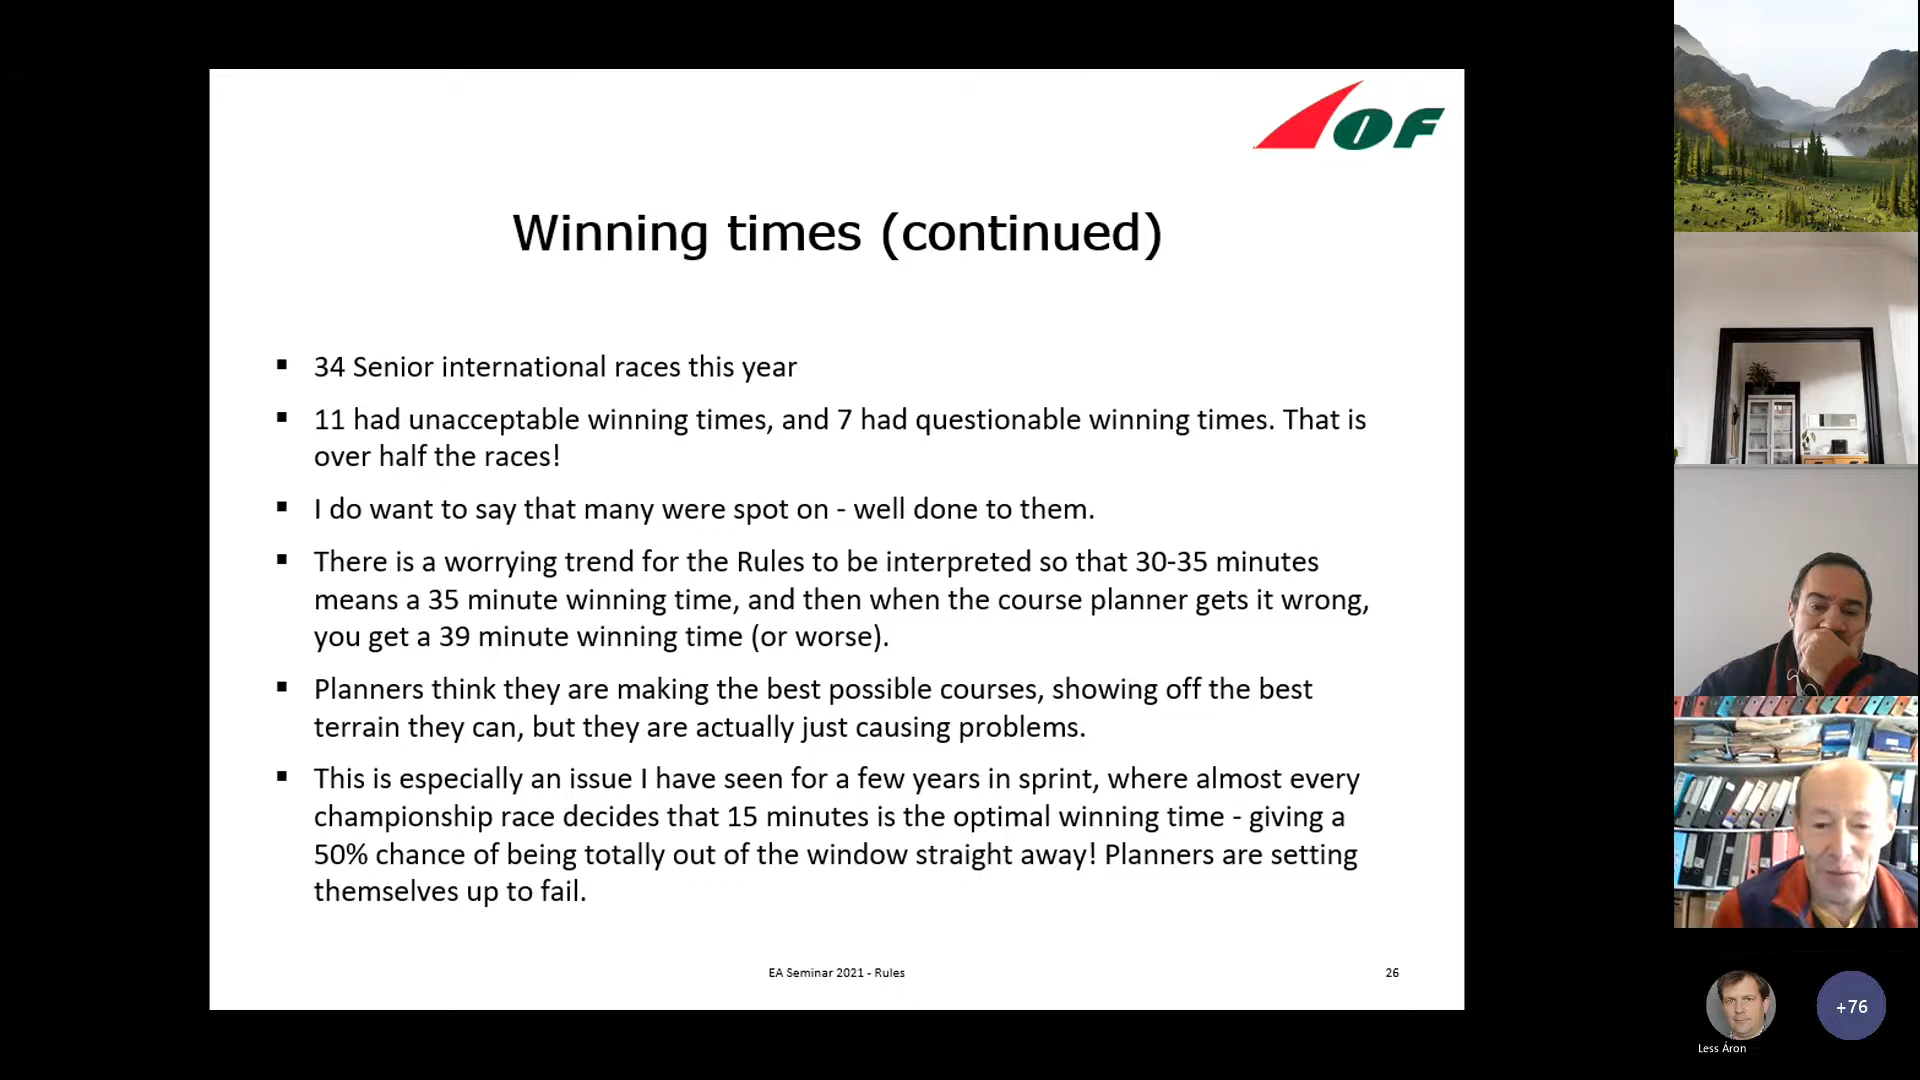 IOF
Winning times (continued)
▪ 34 Senior international races this year
▪ 11 had unacceptable winning times, and 7 had questionable winning times. That is
over half the races!
▪ I do want to say that many were spot on - well done to them.
▪ There is a worrying trend for the Rules to be interpreted so that 30-35 minutes
means a 35 minute winning time, and then when the course planner gets it wrong,
you get a 39 minute winning time (or worse).
▪ Planners think they are making the best possible courses, showing off the best
terrain they can, but they are actually just causing problems.
▪ This is especially an issue I have seen for a few years in sprint, where almost every
championship race decides that 15 minutes is the optimal winning time - giving a
50% chance of being totally out of the window straight away! Planners are setting
themselves up to fail.
EA Seminar 2021 - Rules
26
+76
Less Áron